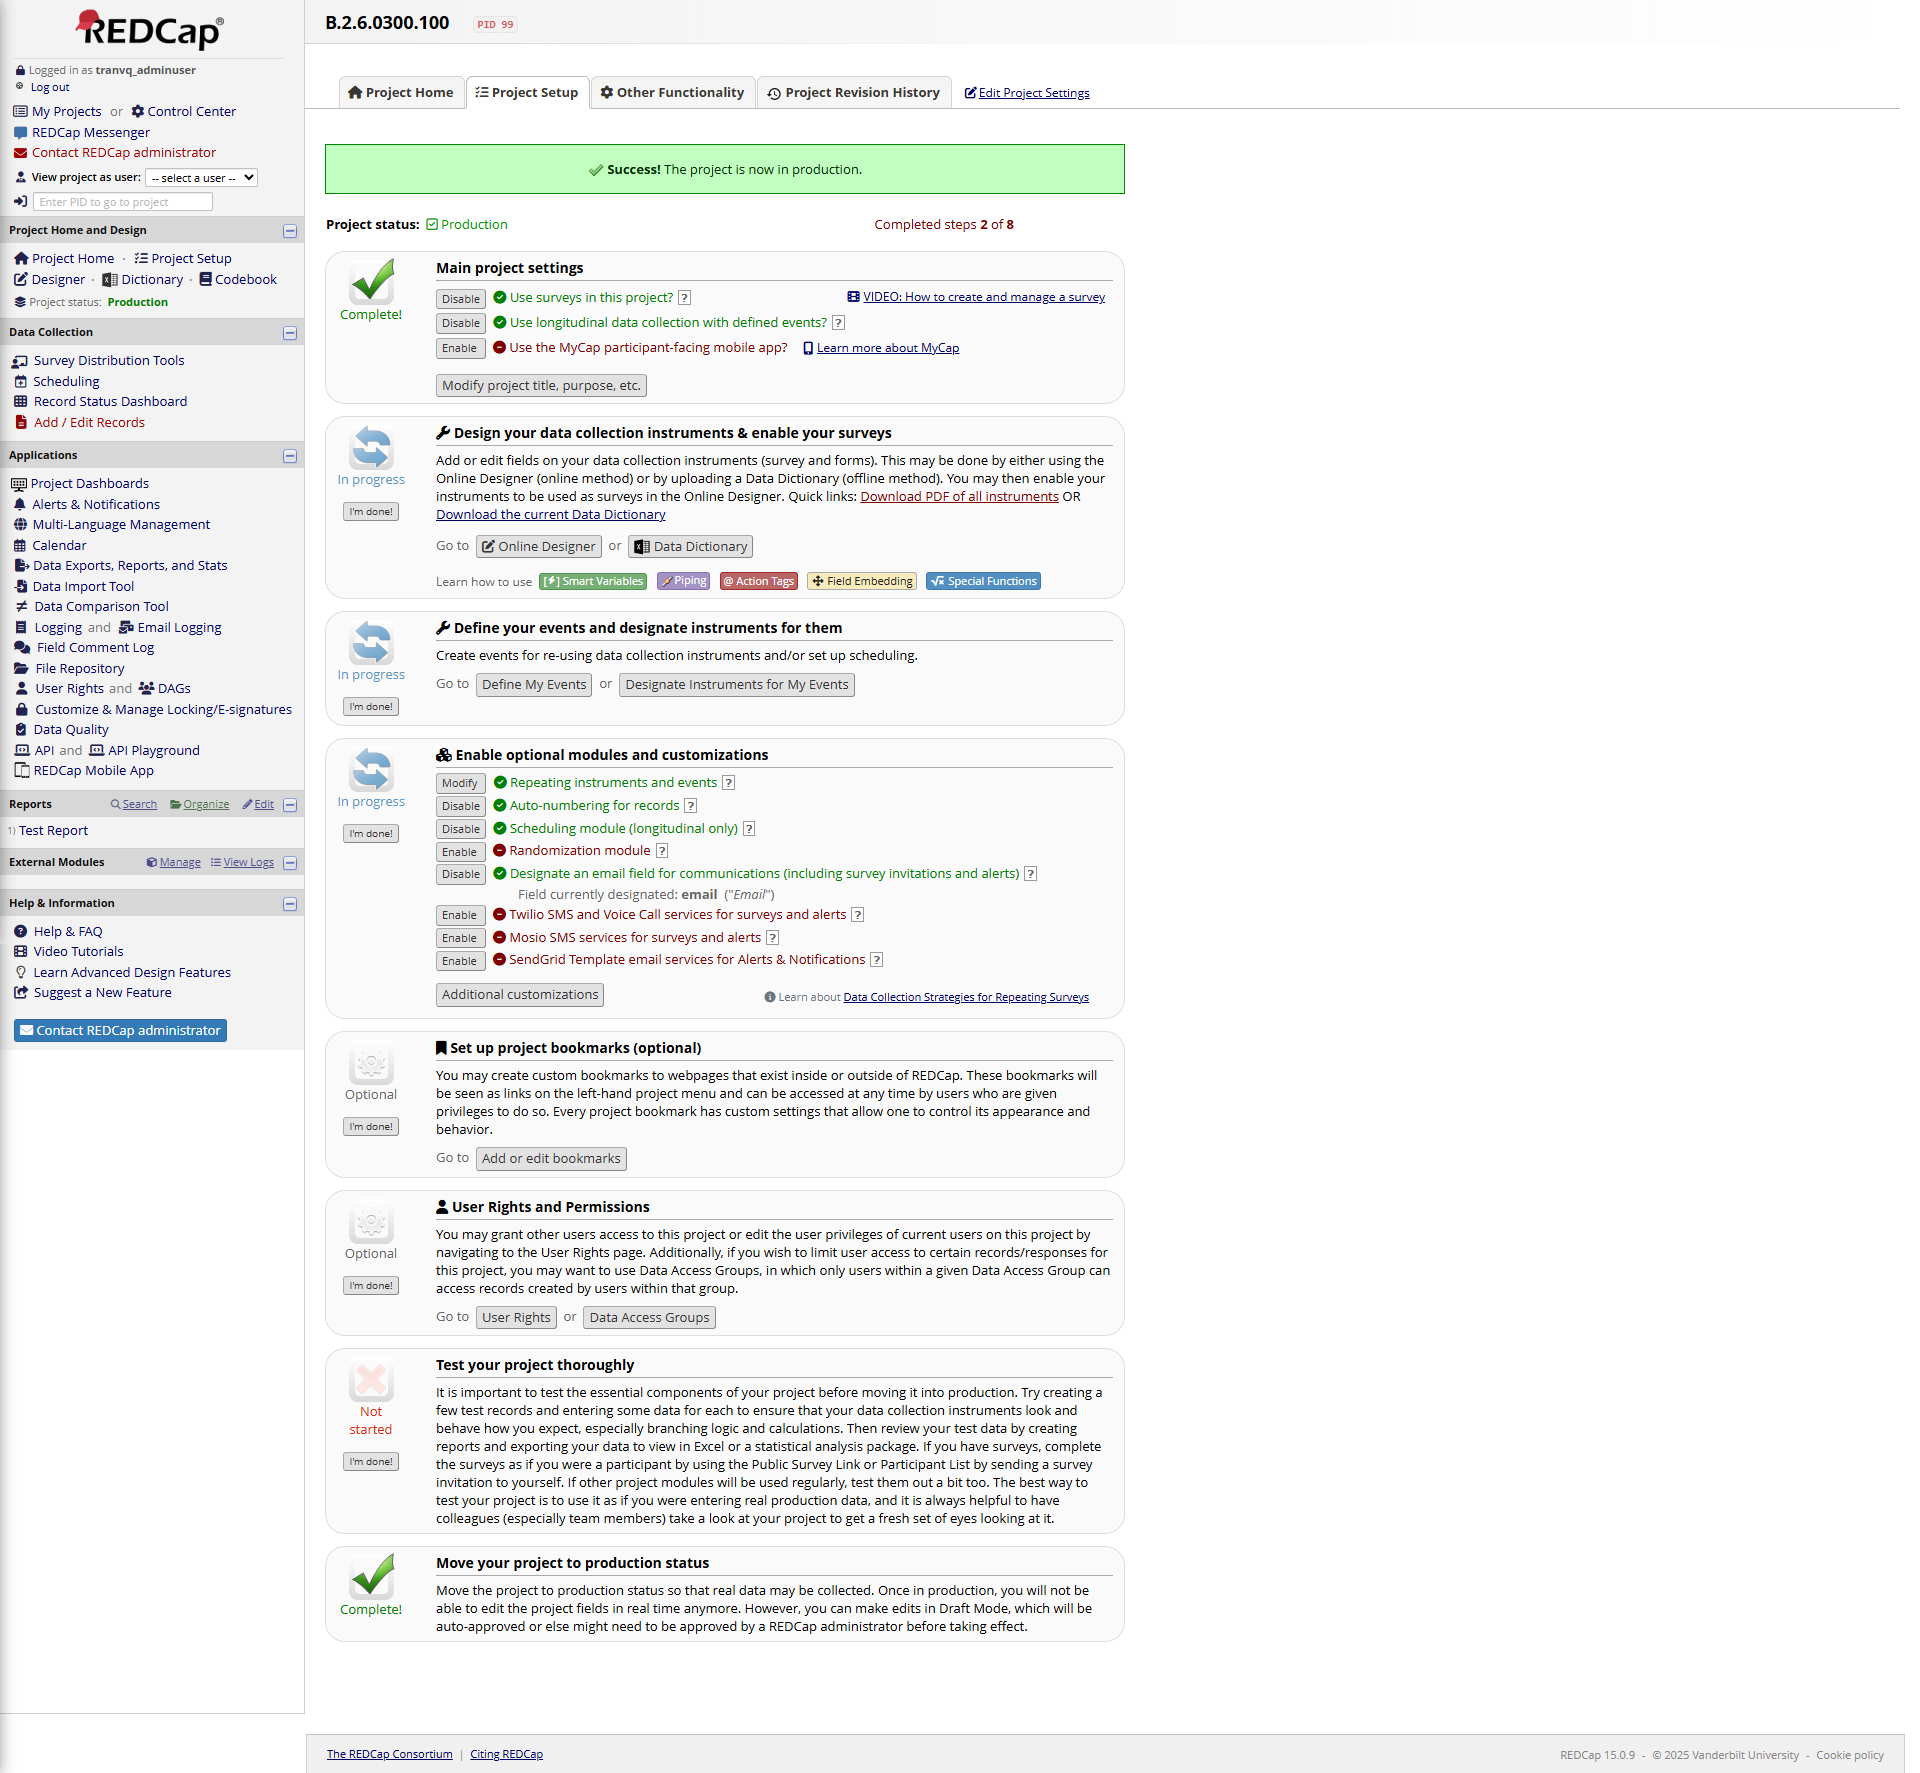 REDCap®
Logged in as tranvq_adminuser
Log out
My Projects or Control Center
REDCap Messenger
Contact REDCap administrator
View project as user: -- select a user --
Enter PID to go to project
Project Home and Design
Project Home · Project Setup
Designer · Dictionary · Codebook
Project status: Production
Data Collection
Survey Distribution Tools
Scheduling
Record Status Dashboard
Add / Edit Records
Applications
Project Dashboards
Alerts & Notifications
Multi-Language Management
Calendar
Data Exports, Reports, and Stats
Data Import Tool
Data Comparison Tool
Logging and Email Logging
Field Comment Log
File Repository
User Rights and DAGs
Customize & Manage Locking/E-signatures
Data Quality
API and API Playground
REDCap Mobile App
Reports Search Organize Edit
1) Test Report
External Modules Manage View Logs
Help & Information
Help & FAQ
Video Tutorials
Learn Advanced Design Features
Suggest a New Feature
Contact REDCap administrator
B.2.6.0300.100 PID 99
Project Home Project Setup Other Functionality Project Revision History Edit Project Settings
Success! The project is now in production.
Project status: Production Completed steps 2 of 8
Complete!
Main project settings
Disable Use surveys in this project? ? VIDEO: How to create and manage a survey
Disable Use longitudinal data collection with defined events? ?
Enable Use the MyCap participant-facing mobile app? Learn more about MyCap
Modify project title, purpose, etc.
In progress
I'm done!
Design your data collection instruments & enable your surveys
Add or edit fields on your data collection instruments (survey and forms). This may be done by either using the
Online Designer (online method) or by uploading a Data Dictionary (offline method). You may then enable your
instruments to be used as surveys in the Online Designer. Quick links: Download PDF of all instruments OR
Download the current Data Dictionary
Go to Online Designer or Data Dictionary
Learn how to use [⚡] Smart Variables Piping @ Action Tags Field Embedding √x Special Functions
In progress
I'm done!
Define your events and designate instruments for them
Create events for re-using data collection instruments and/or set up scheduling.
Go to Define My Events or Designate Instruments for My Events
In progress
I'm done!
Enable optional modules and customizations
Modify Repeating instruments and events ?
Disable Auto-numbering for records ?
Disable Scheduling module (longitudinal only) ?
Enable Randomization module ?
Disable Designate an email field for communications (including survey invitations and alerts) ?
Field currently designated: email ("Email")
Enable Twilio SMS and Voice Call services for surveys and alerts ?
Enable Mosio SMS services for surveys and alerts ?
Enable SendGrid Template email services for Alerts & Notifications ?
Additional customizations Learn about Data Collection Strategies for Repeating Surveys
Optional
I'm done!
Set up project bookmarks (optional)
You may create custom bookmarks to webpages that exist inside or outside of REDCap. These bookmarks will
be seen as links on the left-hand project menu and can be accessed at any time by users who are given
privileges to do so. Every project bookmark has custom settings that allow one to control its appearance and
behavior.
Go to Add or edit bookmarks
Optional
I'm done!
User Rights and Permissions
You may grant other users access to this project or edit the user privileges of current users on this project by
navigating to the User Rights page. Additionally, if you wish to limit user access to certain records/responses for
this project, you may want to use Data Access Groups, in which only users within a given Data Access Group can
access records created by users within that group.
Go to User Rights or Data Access Groups
Not
started
I'm done!
Test your project thoroughly
It is important to test the essential components of your project before moving it into production. Try creating a
few test records and entering some data for each to ensure that your data collection instruments look and
behave how you expect, especially branching logic and calculations. Then review your test data by creating
reports and exporting your data to view in Excel or a statistical analysis package. If you have surveys, complete
the surveys as if you were a participant by using the Public Survey Link or Participant List by sending a survey
invitation to yourself. If other project modules will be used regularly, test them out a bit too. The best way to
test your project is to use it as if you were entering real production data, and it is always helpful to have
colleagues (especially team members) take a look at your project to get a fresh set of eyes looking at it.
Complete!
Move your project to production status
Move the project to production status so that real data may be collected. Once in production, you will not be
able to edit the project fields in real time anymore. However, you can make edits in Draft Mode, which will be
auto-approved or else might need to be approved by a REDCap administrator before taking effect.
The REDCap Consortium | Citing REDCap
REDCap 15.0.9 - © 2025 Vanderbilt University - Cookie policy